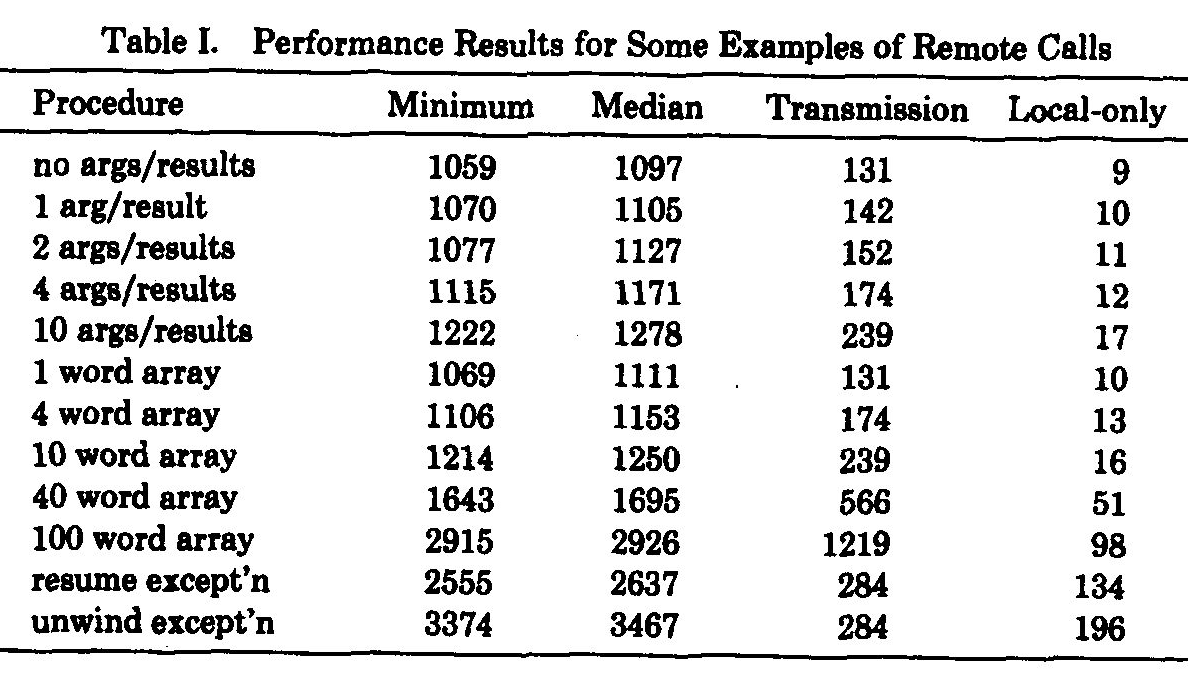 Table I. Performance Results for Some Examples of Remote Calls
Procedure Minimum Median Transmission Local-only
no args/results 1059 1097 131 9
1 arg/result 1070 1105 142 10
2 args/results 1077 1127 152 11
4 args/results 1115 1171 174 12
10 args/results 1222 1278 239 17
1 word array 1069 1111 131 10
4 word array 1106 1153 174 13
10 word array 1214 1250 239 16
40 word array 1643 1695 566 51
100 word array 2915 2926 1219 98
resume except'n 2555 2637 284 134
unwind except'n 3374 3467 284 196